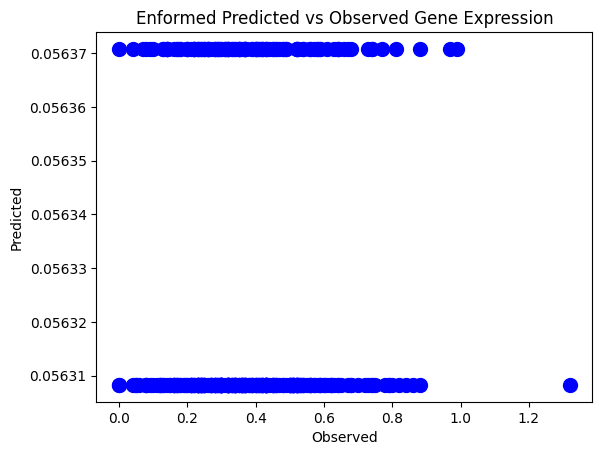 Enformed Predicted vs Observed Gene Expression
0.05637
0.05636
0.05635
0.05634
0.05633
0.05632
0.05631
Predicted
0.0 0.2 0.4 0.6 0.8 1.0 1.2
Observed